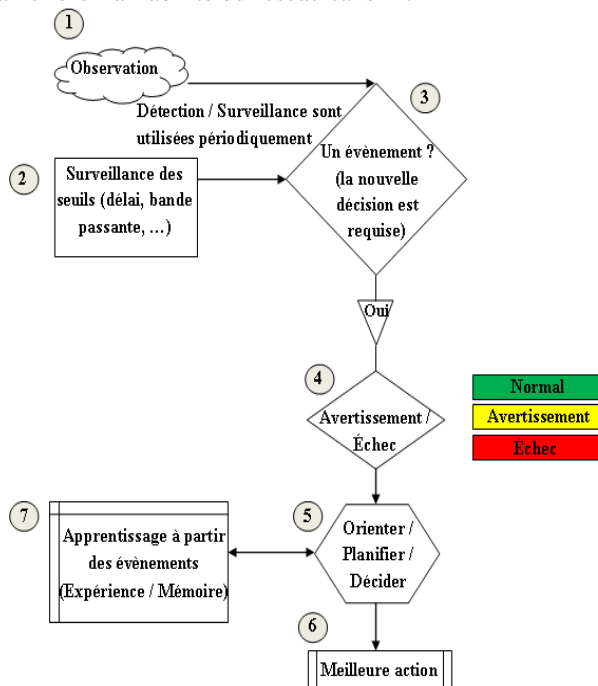 1
Observation
3
Détection / Surveillance sont
utilisées périodiquement
Un évènement ?
(la nouvelle
décision est
requise)
2
Surveillance des
seuils (délai, bande
passante, …)
Oui
4
Avertissement /
Échec
Normal
Avertissement
Échec
7
Apprentissage à partir
des évènements
(Expérience / Mémoire)
5
Orienter /
Planifier /
Décider
6
Meilleure action